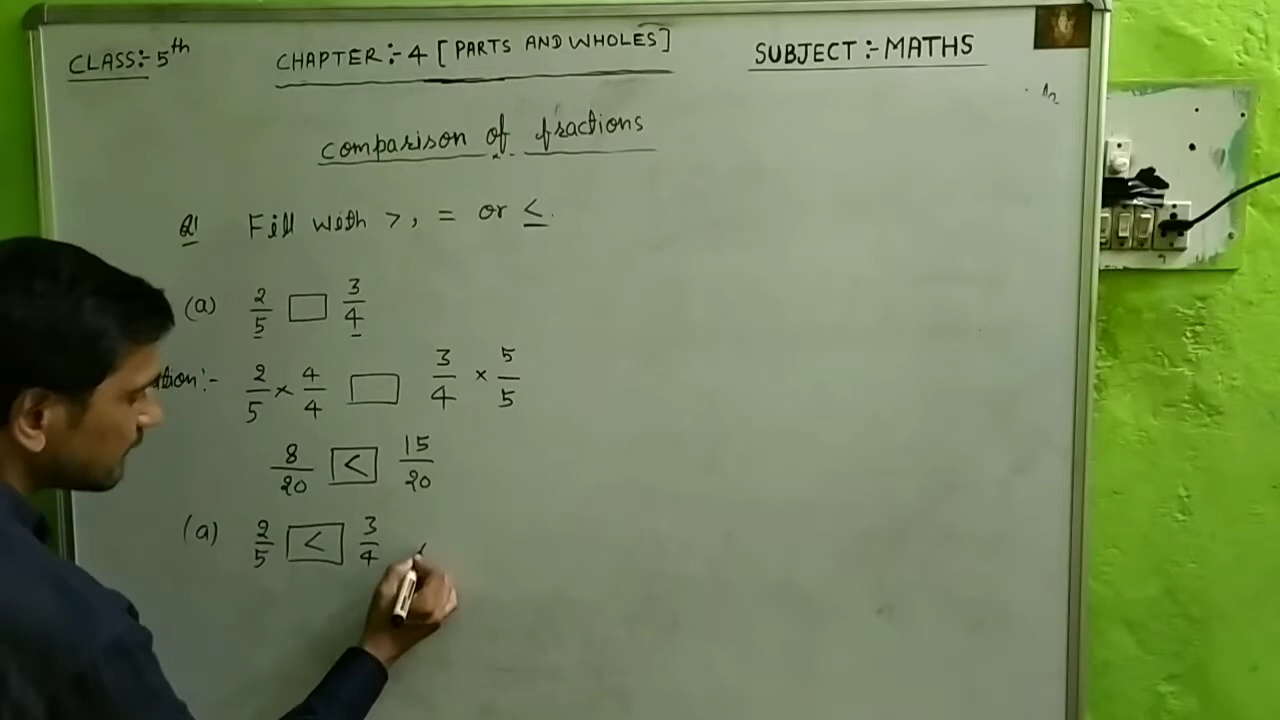 CLASS:- 5th CHAPTER:- 4 [PARTS AND WHOLES] SUBJECT:- MATHS
Comparison of fractions
Q1 Fill with >, = or <.
(a) 2/5 □ 3/4
ation:- 2/5 × 4/4 □ 3/4 × 5/5
8/20 < 15/20
(a) 2/5 < 3/4